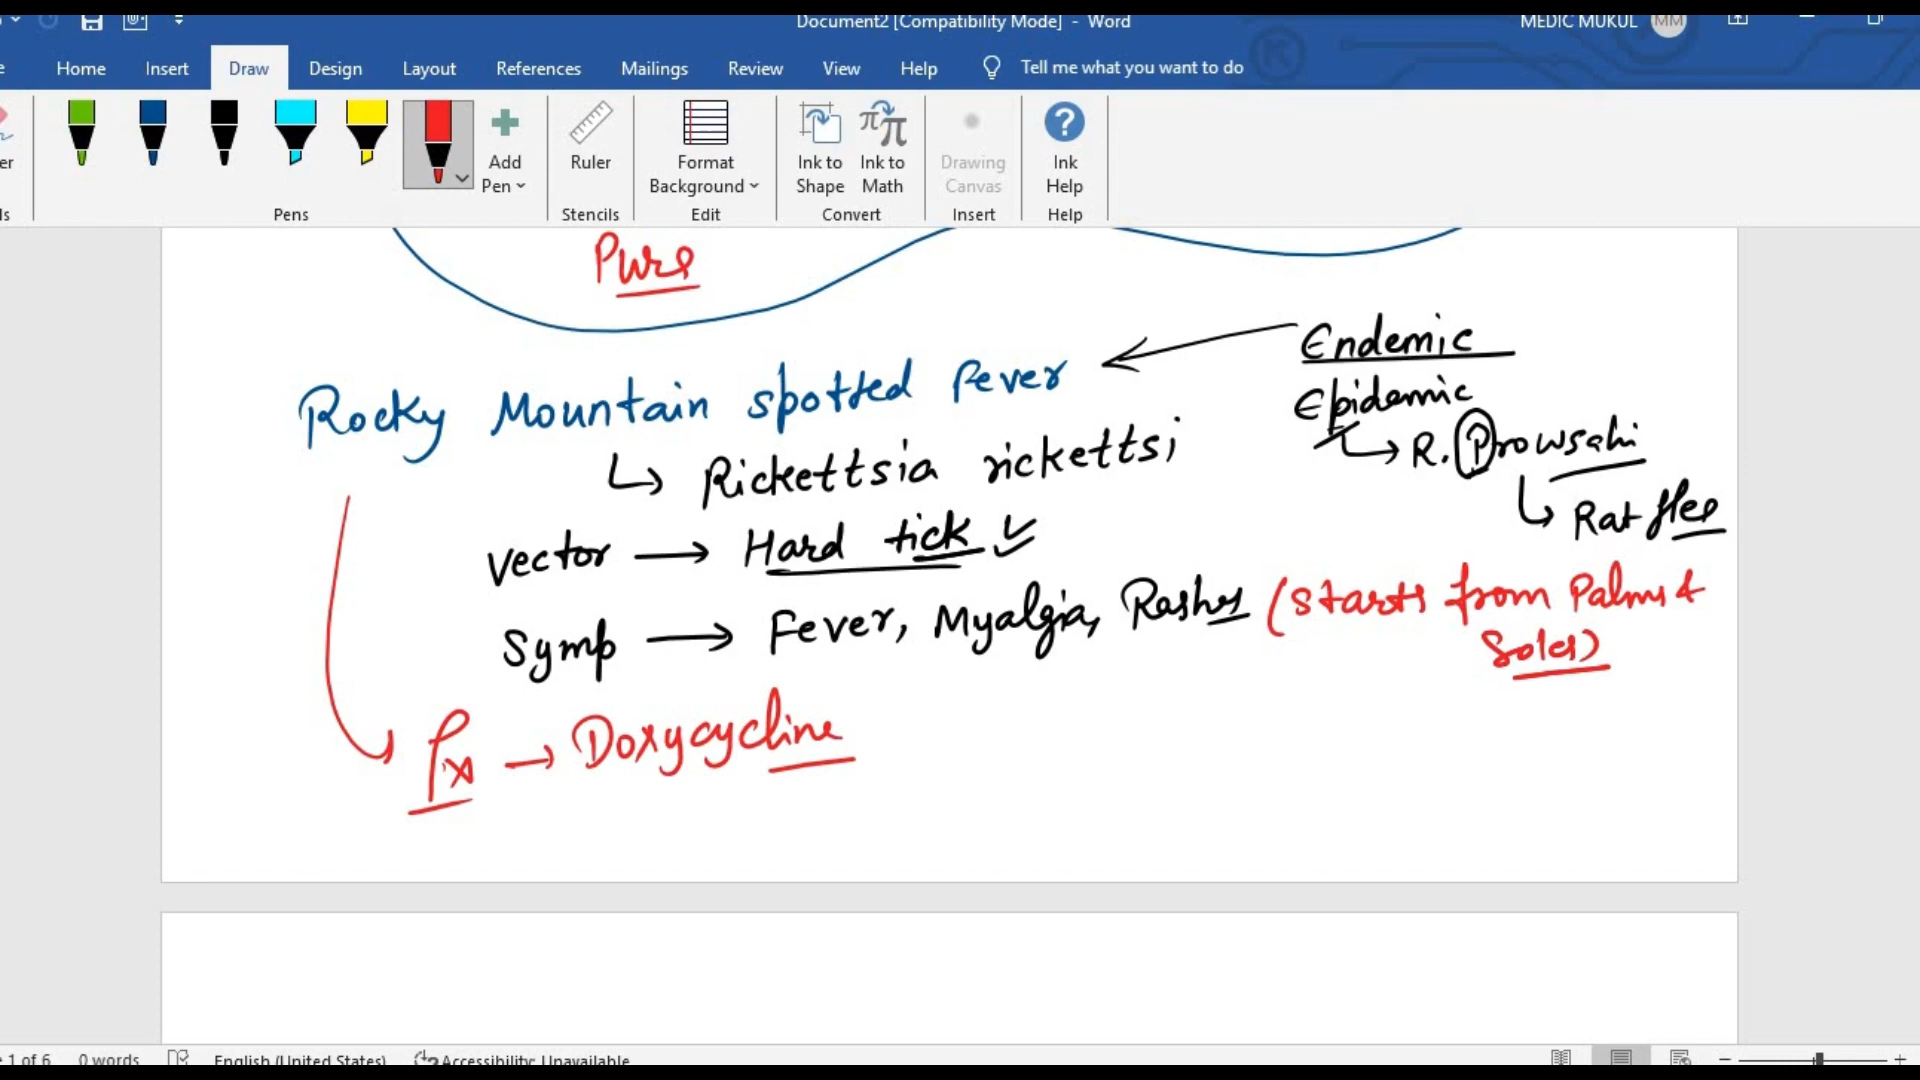 Document2 [Compatibility Mode] - Word
MEDIC MUKUL MM
Home Insert Draw Design Layout References Mailings Review View Help Tell me what you want to do
Add Pen
Ruler
Format Background
Ink to Shape
Ink to Math
Drawing Canvas
Ink Help
Pens Stencils Edit Convert Insert Help
Endemic
Rocky Mountain spotted fever
Epidemic
R. Prowsahi
Rickettsia rickettsi
Rat flea
Vector → Hard tick ✓
Symp → Fever, Myalgia, Rashes (starts from Palms &
Soles)
Rx → Doxycycline
1 of 6 0 words English (United States) Accessibility: Unavailable